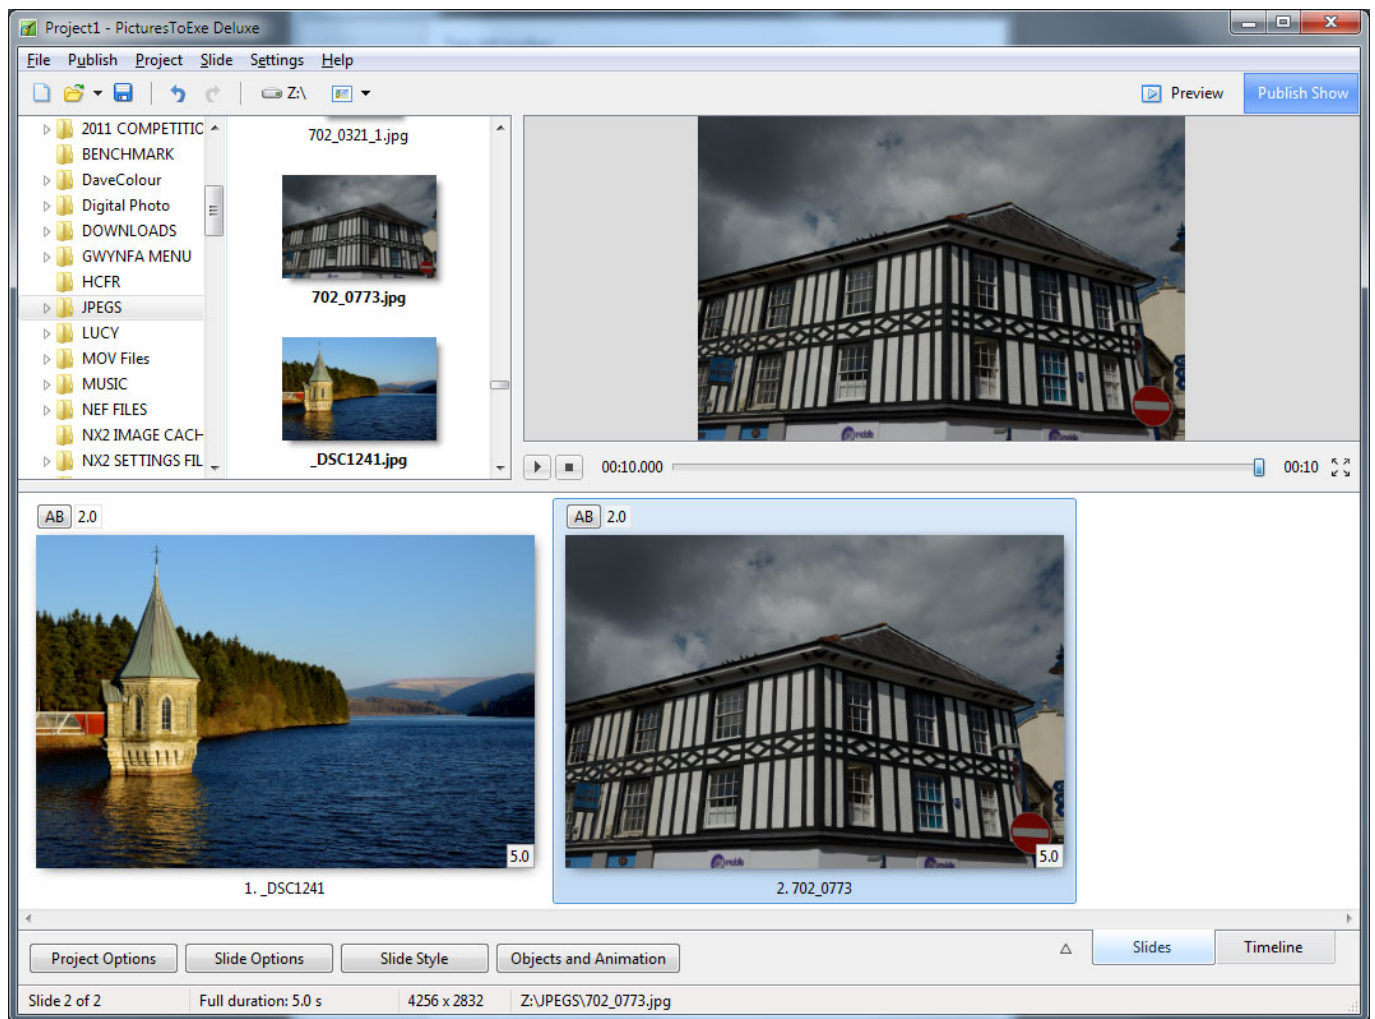 Project1 - PicturesToExe Deluxe
File Publish Project Slide Settings Help
Z:\ Preview Publish Show
2011 COMPETITIC
BENCHMARK
DaveColour
Digital Photo
DOWNLOADS
GWYNFA MENU
HCFR
JPEGS
LUCY
MOV Files
MUSIC
NEF FILES
NX2 IMAGE CACH
NX2 SETTINGS FIL
702_0321_1.jpg
702_0773.jpg
_DSC1241.jpg
00:10.000 00:10
AB 2.0
5.0
1. _DSC1241
AB 2.0
5.0
2. 702_0773
Project Options Slide Options Slide Style Objects and Animation Slides Timeline
Slide 2 of 2 Full duration: 5.0 s 4256 x 2832 Z:\JPEGS\702_0773.jpg